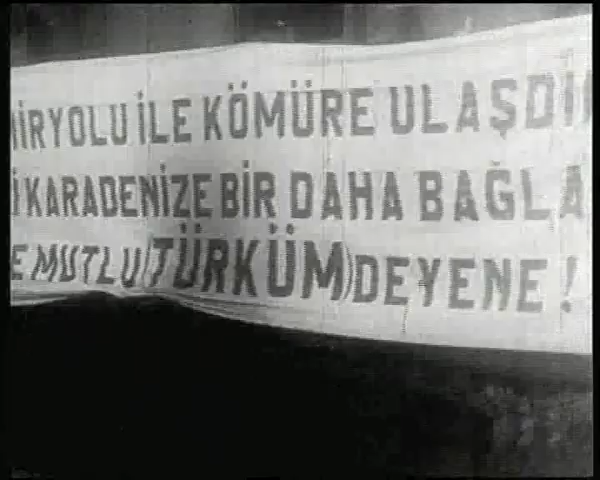 İRYOLU İLE KÖMÜRE ULAŞDI
İ KARADENİZE BİR DAHA BAĞLA
E MUTLU (TÜRKÜM) DEYENE!